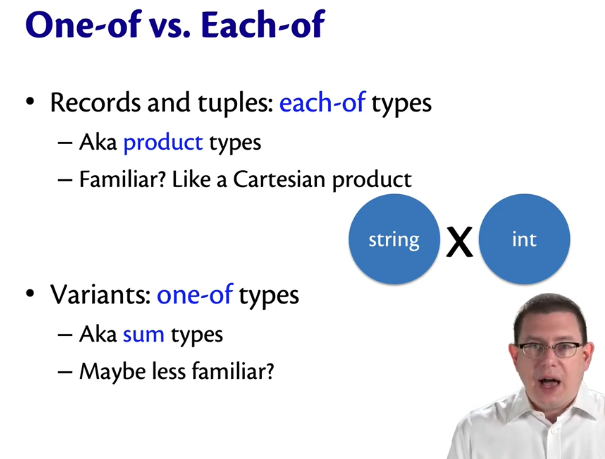 One-of vs. Each-of
• Records and tuples: each-of types
– Aka product types
– Familiar? Like a Cartesian product
string X int
• Variants: one-of types
– Aka sum types
– Maybe less familiar?